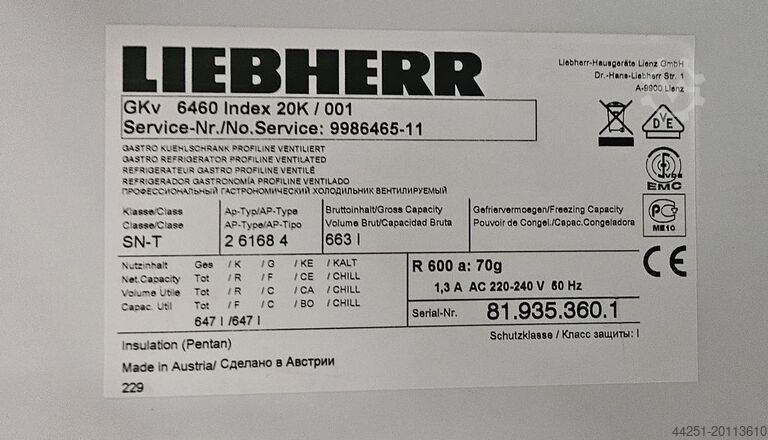 LIEBHERR
Liebherr-Hausgeräte Lienz GmbH
Dr.-Hans-Liebherr Str. 1
A-9900 Lienz
GKv 6460 Index 20K / 001
Service-Nr./No.Service: 9986465-11
DVE
GASTRO KUEHLSCHRANK PROFILINE VENTILIERT
GASTRO REFRIGERATOR PROFILINE VENTILATED
REFRIGERATEUR GASTRO PROFILINE VENTILÉ
REFRIGERADOR GASTRONOMÍA PROFILINE VENTILADO
ПРОФЕССИОНАЛЬНЫЙ ГАСТРОНОМИЧЕСКИЙ ХОЛОДИЛЬНИК ВЕНТИЛИРУЕМЫЙ
EMC
Klasse/Class Ap-Typ/AP-Type Bruttoinhalt/Gross Capacity Gefriervermoegen/Freezing Capacity
Classe/Clase AP-Type/AP-Tipo Volume Brut/Capacidad Bruta Pouvoir de Congel./Capac.Congeladora
SN-T 2 6168 4 663 l
ME10
CE
Nutzinhalt Ges / K / G / KE / KALT
Net.Capacity Tot / R / F / CE / CHILL
Volume Utile Tot / R / C / CA / CHILL
Capac. Util Tot / F / C / BO / CHILL
647 l /647 l
R 600 a: 70g
1,3 A AC 220-240 V 50 Hz
Serial-Nr. 81.935.360.1
Schutzklasse / Класс защиты: I
Insulation (Pentan)
Made in Austria/ Сделано в Австрии
229
44251-20113610